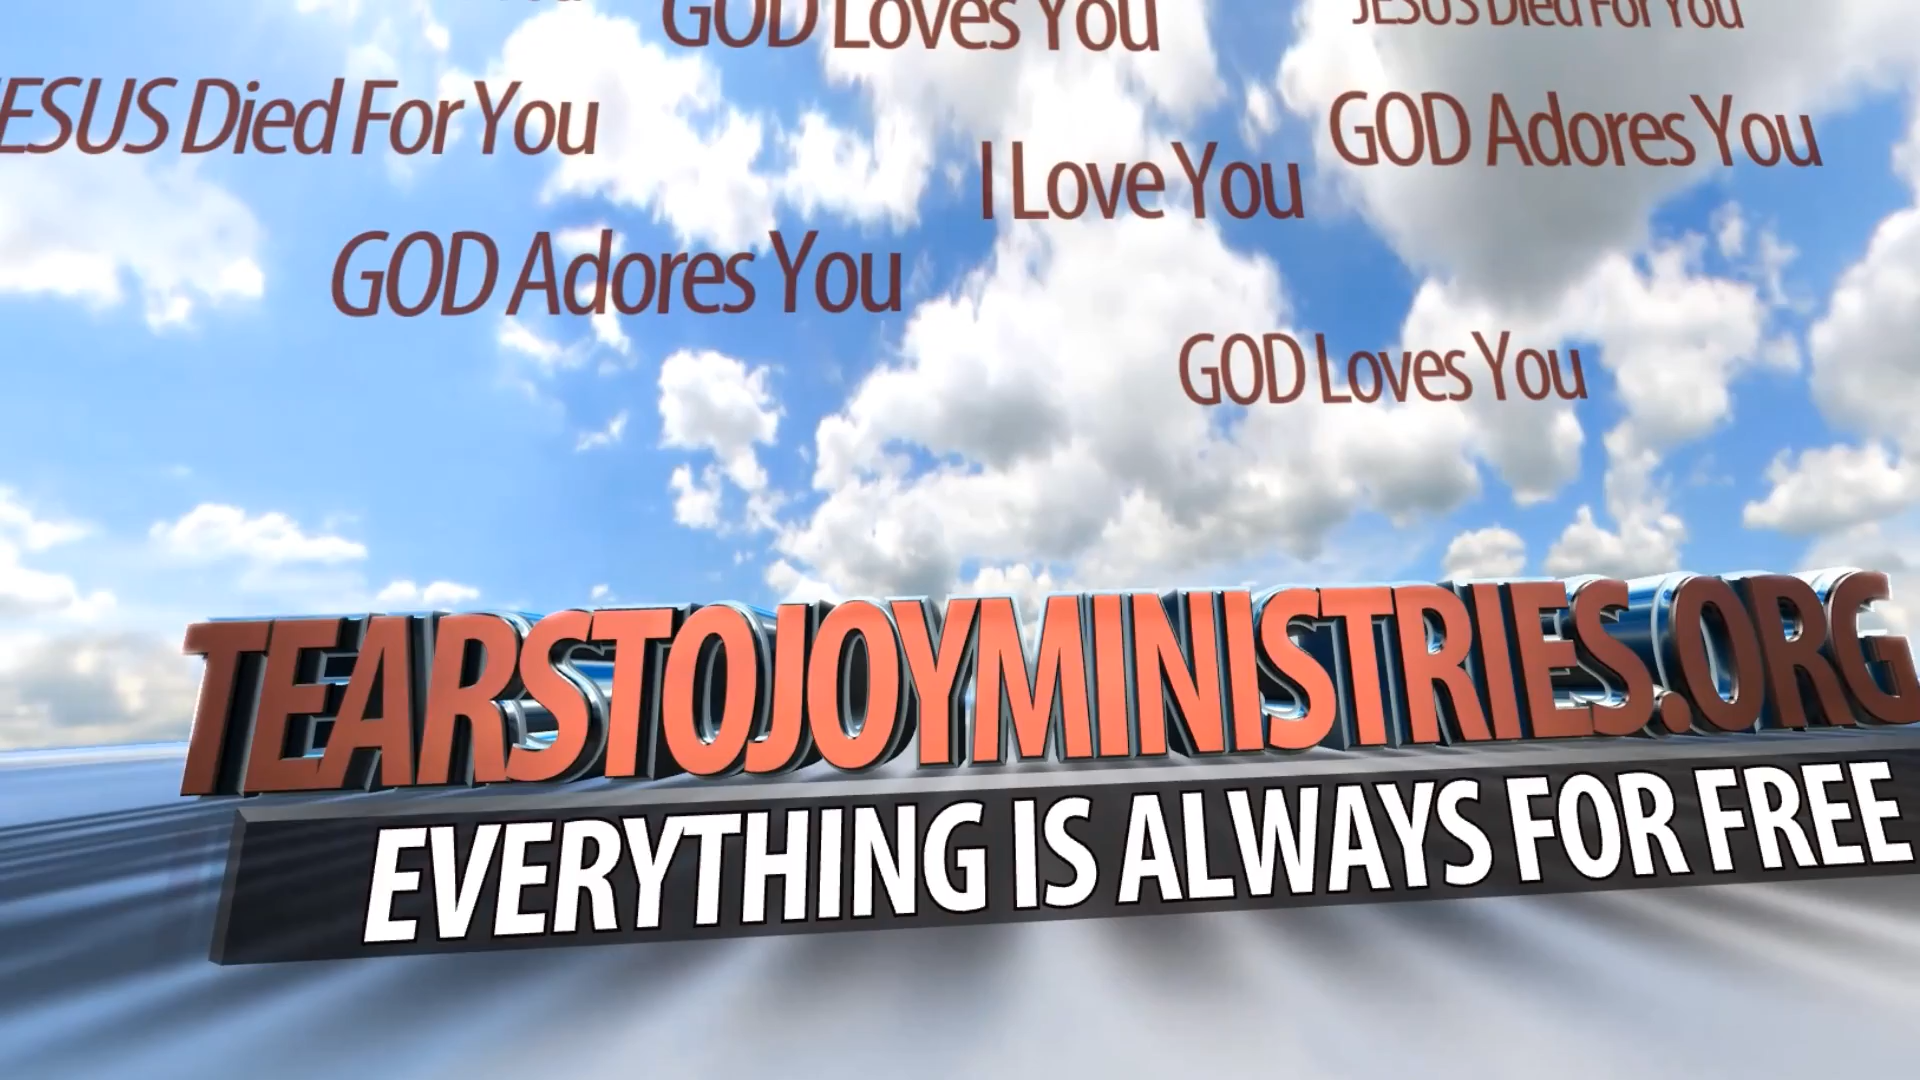 You
GOD Loves You
JESUS Died For You
ESUS Died For You
GOD Adores You
I Love You
GOD Adores You
GOD Loves You
TEARSTOJOYMINISTRIES.ORG
EVERYTHING IS ALWAYS FOR FREE